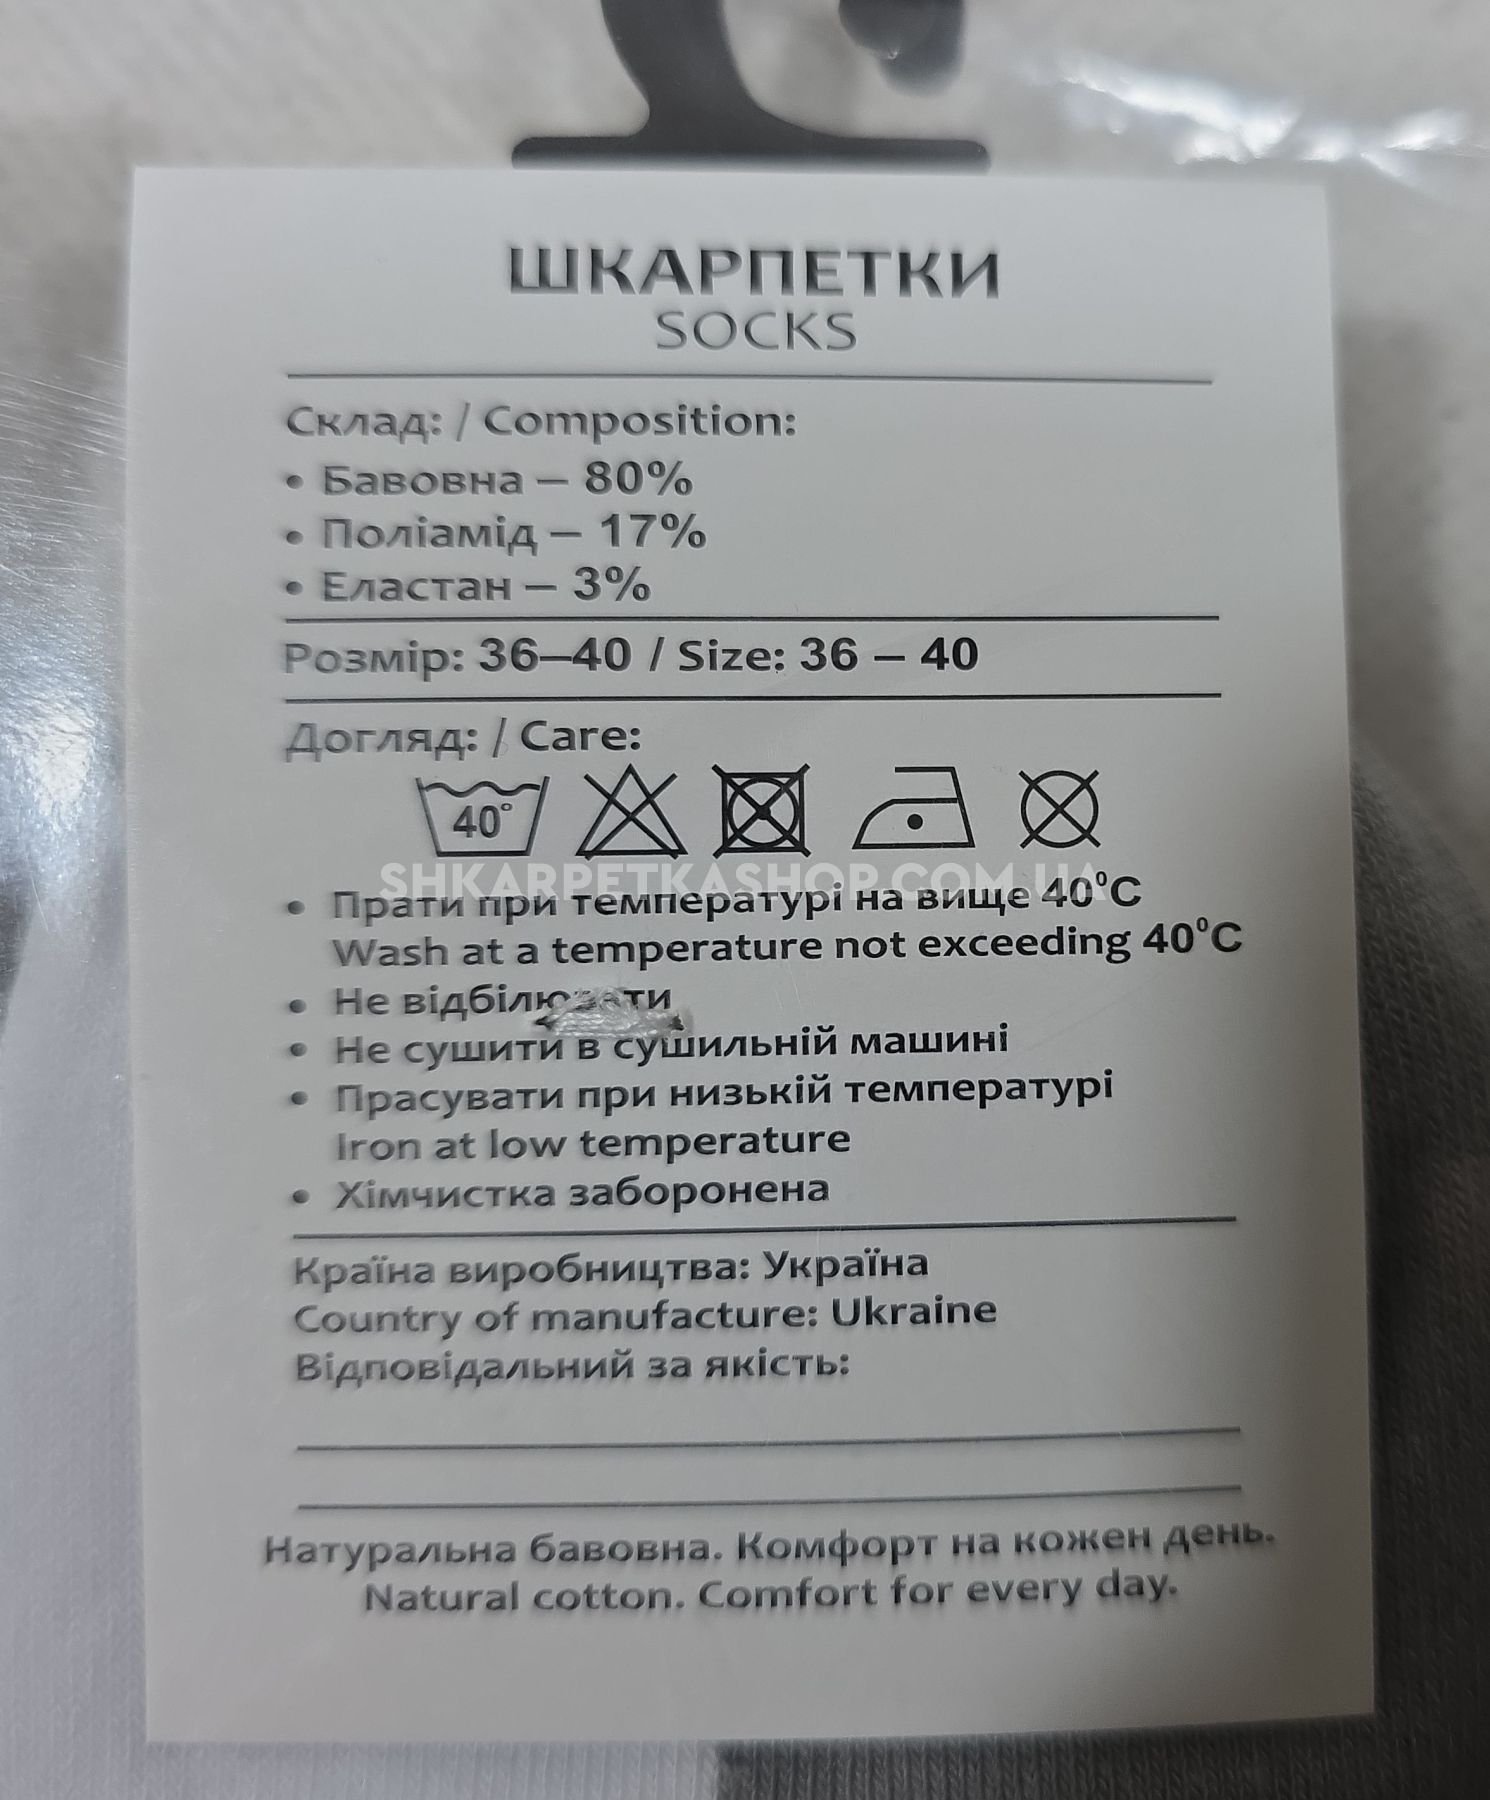 ШКАРПЕТКИ
SOCKS
Склад: / Composition:
• Бавовна – 80%
• Поліамід – 17%
• Еластан – 3%
Розмір: 36–40 / Size: 36 – 40
Догляд: / Care:
40°
SHKARPETKASHOP.COM.UA
• Прати при температурі на вище 40⁰C
Wash at a temperature not exceeding 40⁰C
• Не відбілювати
• Не сушити в сушильній машині
• Прасувати при низькій температурі
Iron at low temperature
• Хімчистка заборонена
Країна виробництва: Україна
Country of manufacture: Ukraine
Відповідальний за якість:
Натуральна бавовна. Комфорт на кожен день.
Natural cotton. Comfort for every day.